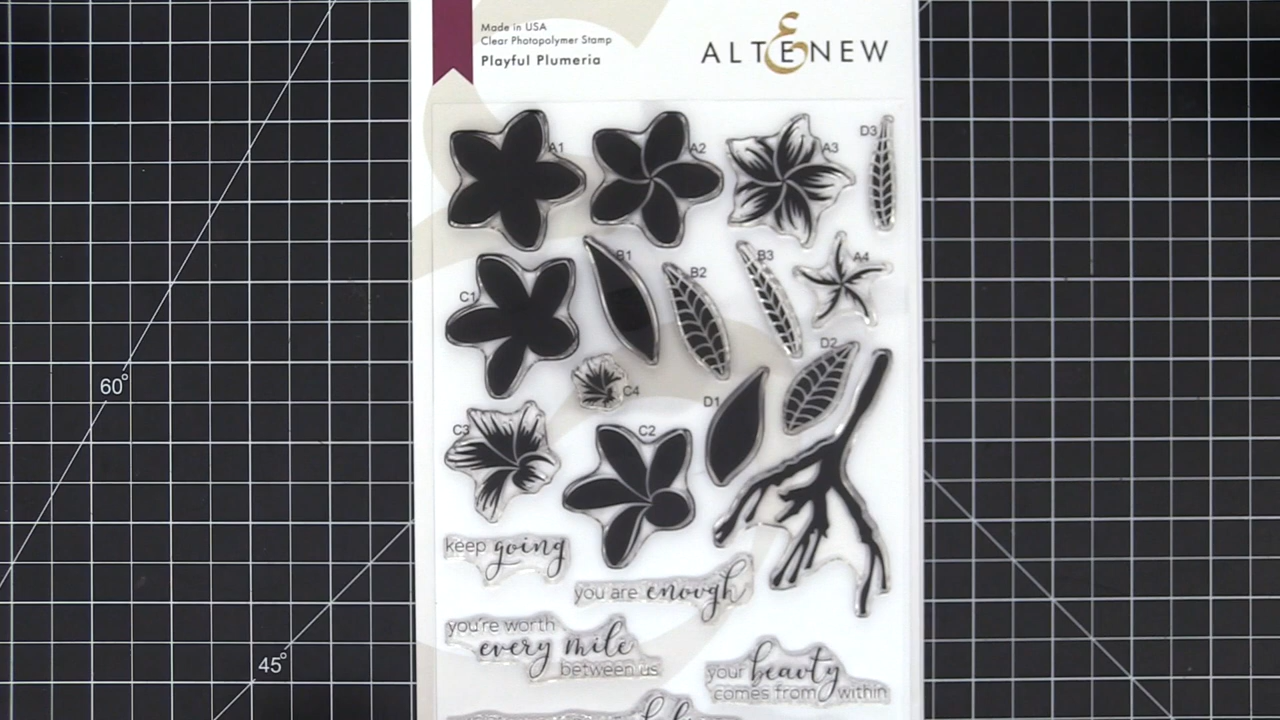 Made in USA
Clear Photopolymer Stamp
Playful Plumeria
ALTENEW
A1
A2
A3
D3
B1
B2
B3
A4
C1
D2
C4
D1
C3
C2
60°
keep going
you are enough
you're worth
every mile
between us
your beauty
comes from within
45°